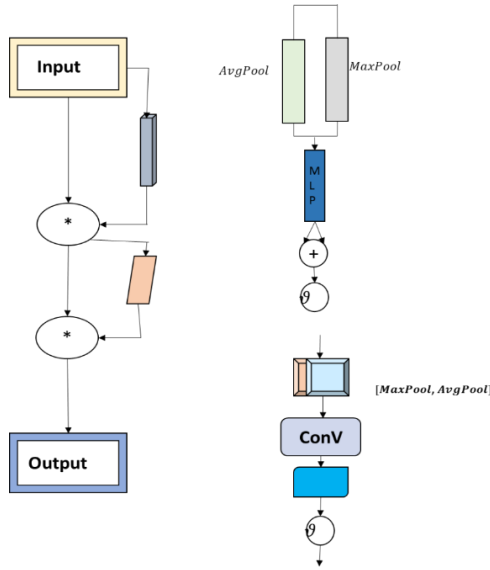 Input
AvgPool
MaxPool
M
L
P
*
+
ϑ
*
[MaxPool, AvgPool]
ConV
Output
ϑ